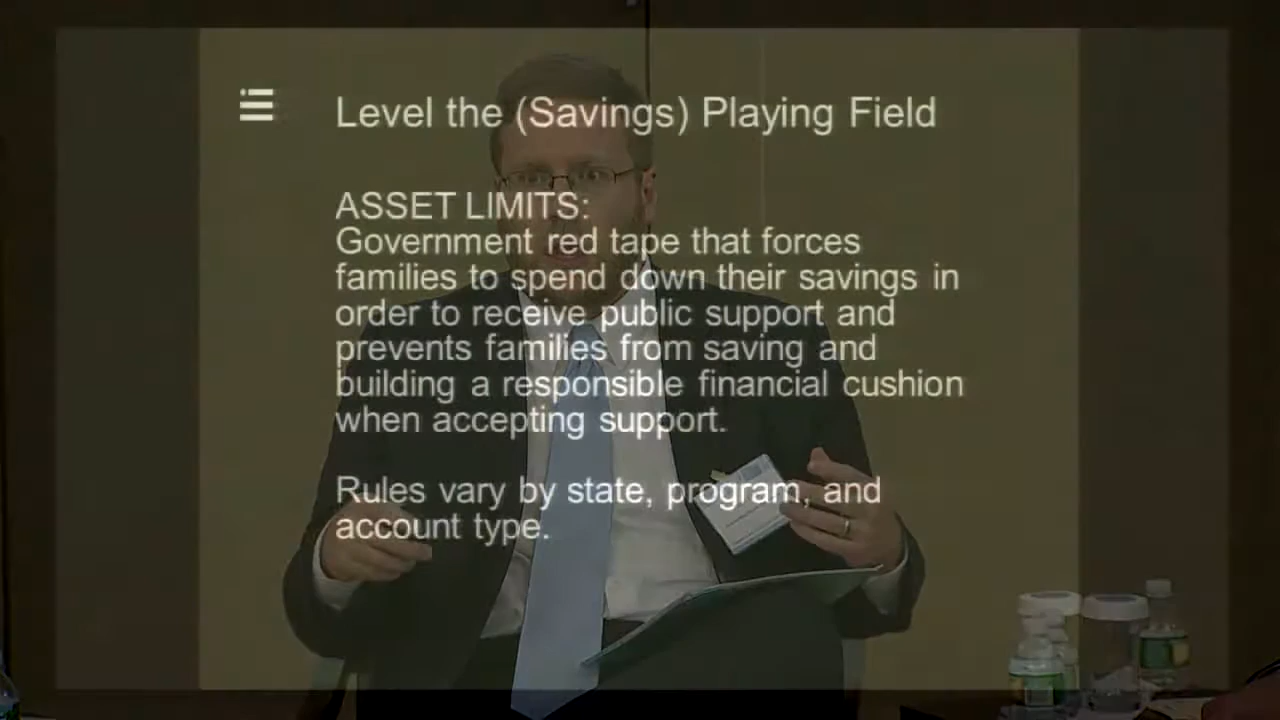 Level the (Savings) Playing Field
ASSET LIMITS:
Government red tape that forces
families to spend down their savings in
order to receive public support and
prevents families from saving and
building a responsible financial cushion
when accepting support.
Rules vary by state, program, and
account type.